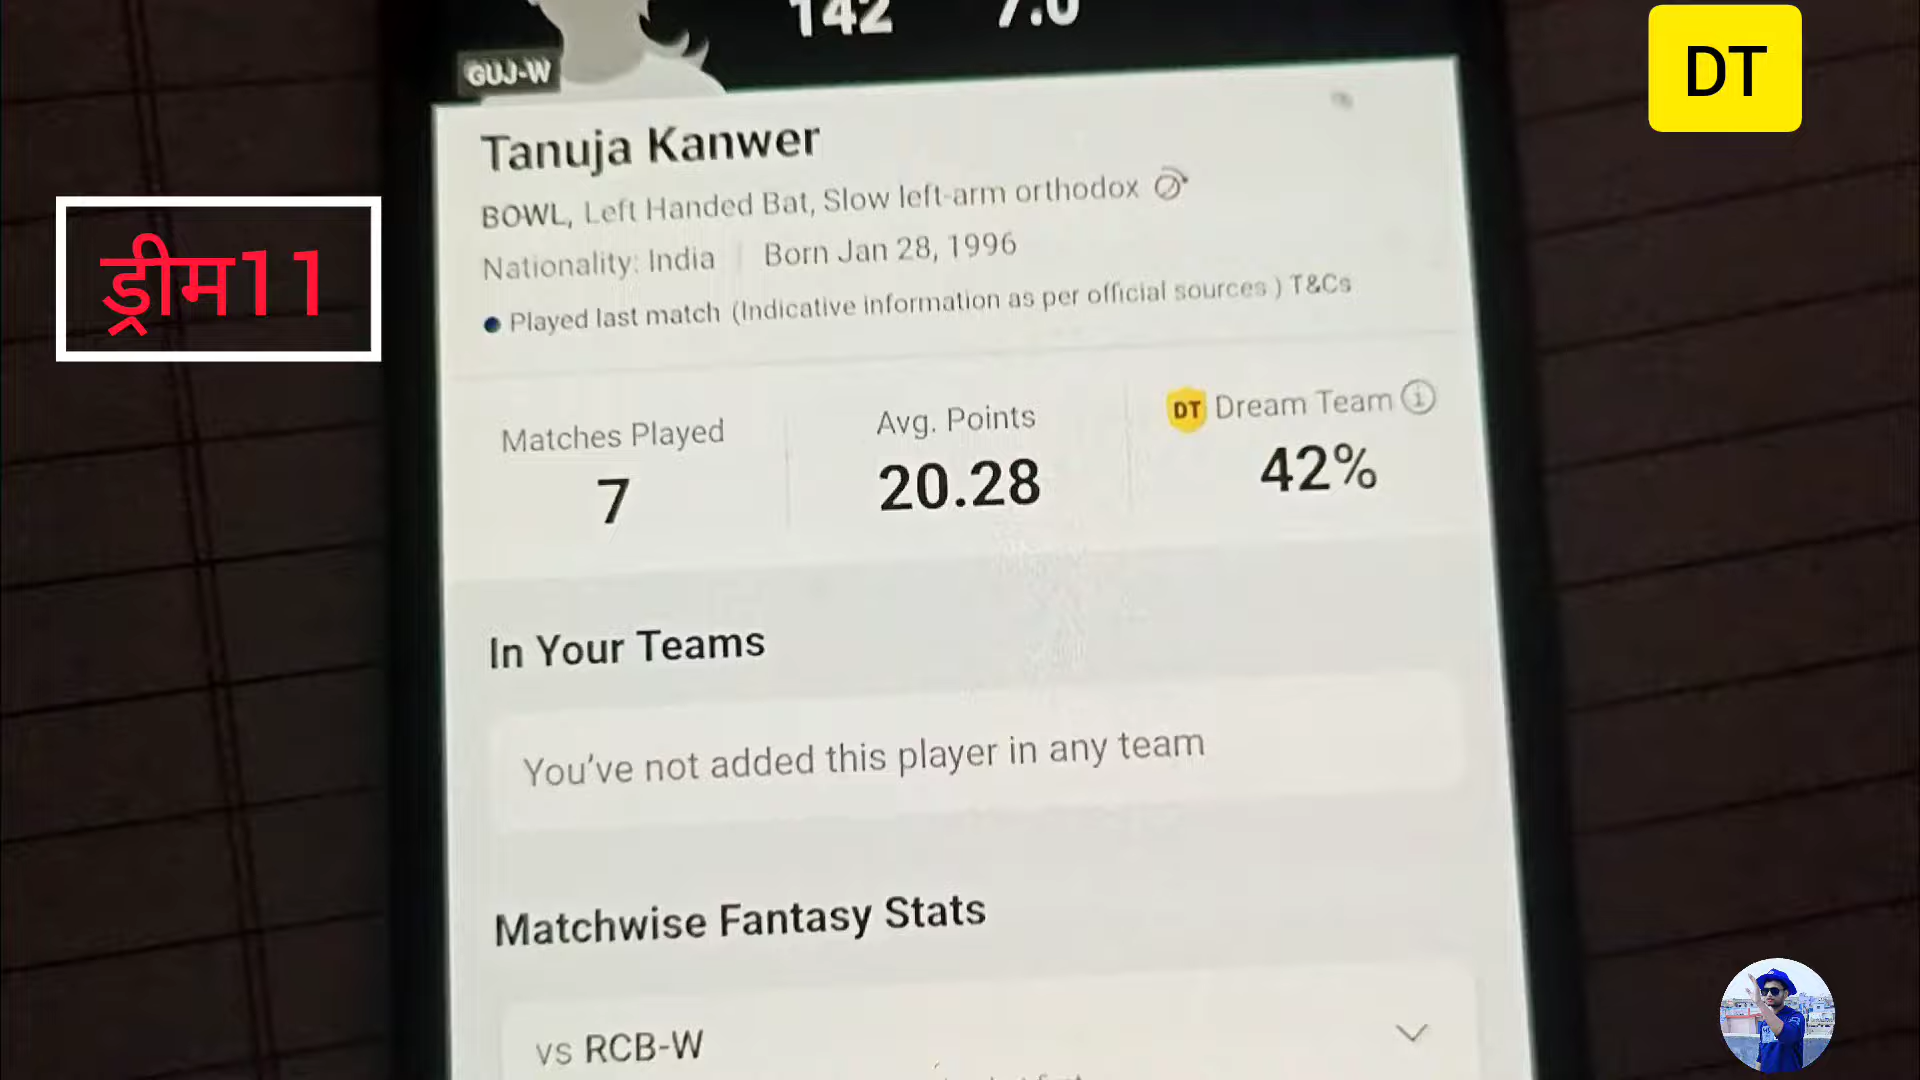 142 7.0
GUJ-W
DT
Tanuja Kanwer
BOWL, Left Handed Bat, Slow left-arm orthodox
Nationality: India Born Jan 28, 1996
Played last match (Indicative information as per official sources ) T&Cs
ड्रीम11
Matches Played
7
Avg. Points
20.28
DT Dream Team
42%
In Your Teams
You've not added this player in any team
Matchwise Fantasy Stats
vs RCB-W